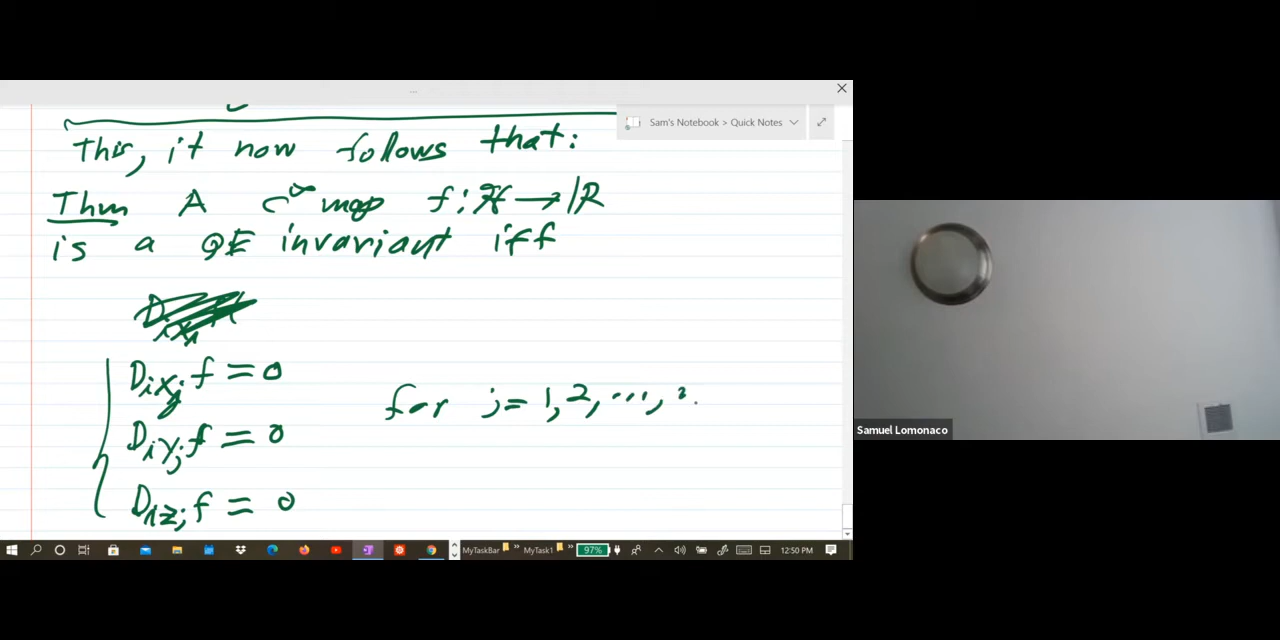 ...
Sam's Notebook > Quick Notes
This, it now follows that:
Thm A C^∞ map f: ℋ → ℝ
is a QE invariant iff
D_{ix_j} f = 0
for j = 1, 2, ...,
D_{iy_j} f = 0
D_{iz_j} f = 0
Samuel Lomonaco
MyTaskBar » MyTask1 » 97% 12:50 PM